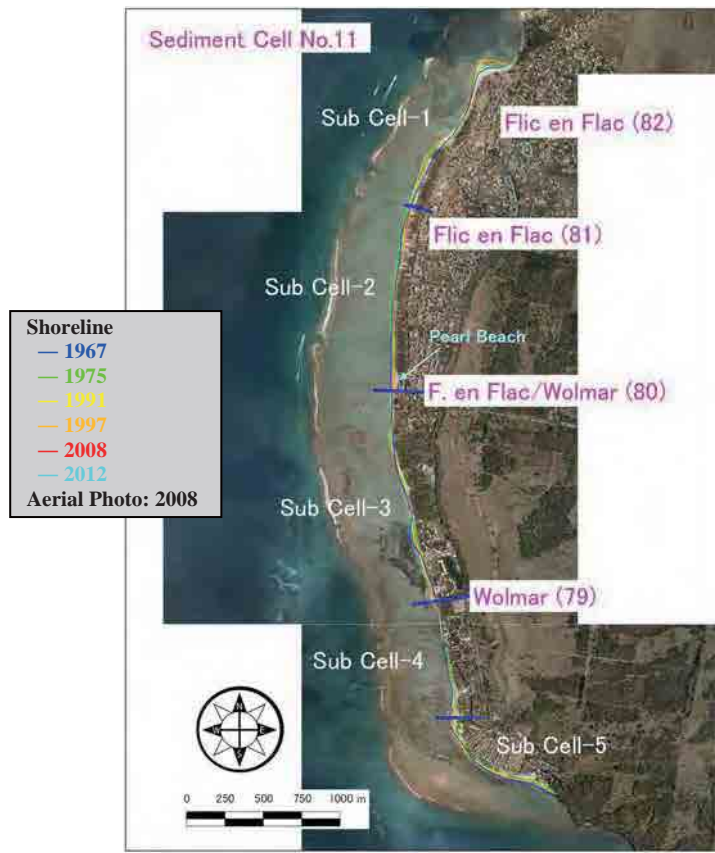 Sediment Cell No.11
Sub Cell-1
Flic en Flac (82)
Flic en Flac (81)
Sub Cell-2
Pearl Beach
F. en Flac/Wolmar (80)
Shoreline
— 1967
— 1975
— 1991
— 1997
— 2008
— 2012
Aerial Photo: 2008
Sub Cell-3
Wolmar (79)
Sub Cell-4
Sub Cell-5
N
W E
S
0 250 500 750 1000 m